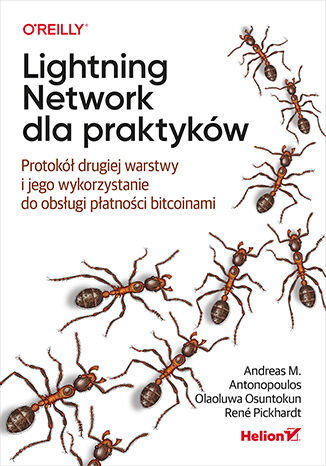 O'REILLY®
Lightning
Network
dla praktyków
Protokół drugiej warstwy
i jego wykorzystanie
do obsługi płatności bitcoinami
Andreas M.
Antonopoulos
Olaoluwa Osuntokun
René Pickhardt
Helion